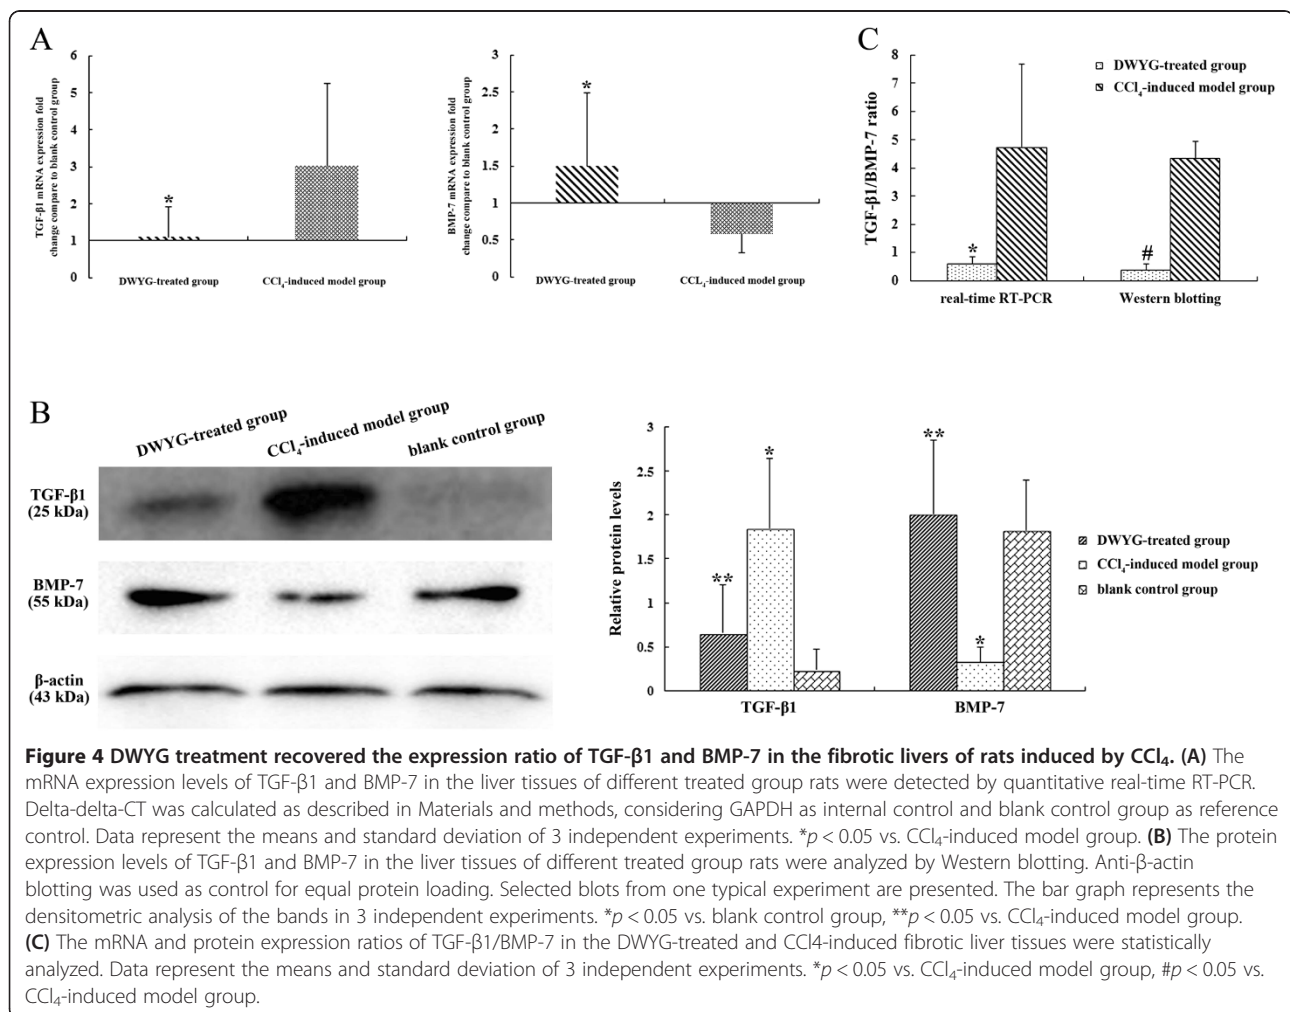 A
TGF-β1 mRNA expression fold
change compare to blank control group
6
5
4
3
2
1
0
*
DWYG-treated group
CCl₄-induced model group
BMP-7 mRNA expression fold
change compare to blank control group
3
2.5
2
1.5
1
0.5
0
*
DWYG-treated group
CCL₄-induced model group
C
TGF-β1/BMP-7 ratio
8
7
6
5
4
3
2
1
0
DWYG-treated group
CCl₄-induced model group
*
#
real-time RT-PCR
Western blotting
B
DWYG-treated group
CCl₄-induced model group
blank control group
TGF-β1
(25 kDa)
BMP-7
(55 kDa)
β-actin
(43 kDa)
Relative protein levels
3
2.5
2
1.5
1
0.5
0
**
*
**
*
TGF-β1
BMP-7
DWYG-treated group
CCl₄-induced model group
blank control group
Figure 4 DWYG treatment recovered the expression ratio of TGF-β1 and BMP-7 in the fibrotic livers of rats induced by CCl₄. (A) The
mRNA expression levels of TGF-β1 and BMP-7 in the liver tissues of different treated group rats were detected by quantitative real-time RT-PCR.
Delta-delta-CT was calculated as described in Materials and methods, considering GAPDH as internal control and blank control group as reference
control. Data represent the means and standard deviation of 3 independent experiments. *p < 0.05 vs. CCl₄-induced model group. (B) The protein
expression levels of TGF-β1 and BMP-7 in the liver tissues of different treated group rats were analyzed by Western blotting. Anti-β-actin
blotting was used as control for equal protein loading. Selected blots from one typical experiment are presented. The bar graph represents the
densitometric analysis of the bands in 3 independent experiments. *p < 0.05 vs. blank control group, **p < 0.05 vs. CCl₄-induced model group.
(C) The mRNA and protein expression ratios of TGF-β1/BMP-7 in the DWYG-treated and CCl4-induced fibrotic liver tissues were statistically
analyzed. Data represent the means and standard deviation of 3 independent experiments. *p < 0.05 vs. CCl₄-induced model group, #p < 0.05 vs.
CCl₄-induced model group.